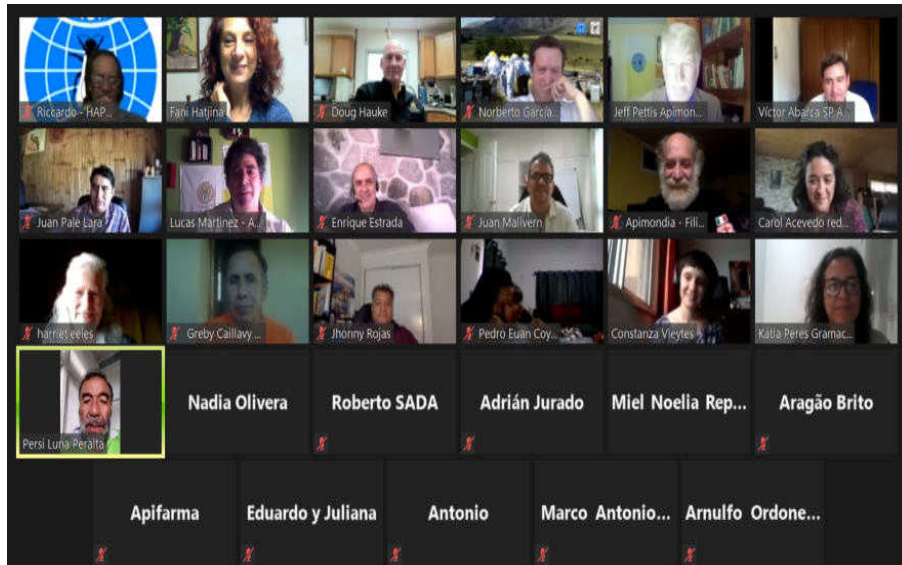 Riccardo - HAP...
Fani Hatjina
Doug Hauke
Norberto García...
Jeff Pettis Apimon...
Víctor Abarca SP A...
Juan Pale Lara
Lucas Martinez - A...
Enrique Estrada
Juan Malivern
Apimondia - Fili...
Carol Acevedo red...
harriet eeles
Greby Caillavy ...
Jhonny Rojas
Pedro Euan Coy...
Constanza Vieytes
Katia Peres Gramac...
Persi Luna Peralta
Nadia Olivera
Roberto SADA
Adrián Jurado
Miel Noelia Rep...
Aragão Brito
Apifarma
Eduardo y Juliana
Antonio
Marco Antonio...
Arnulfo Ordone...